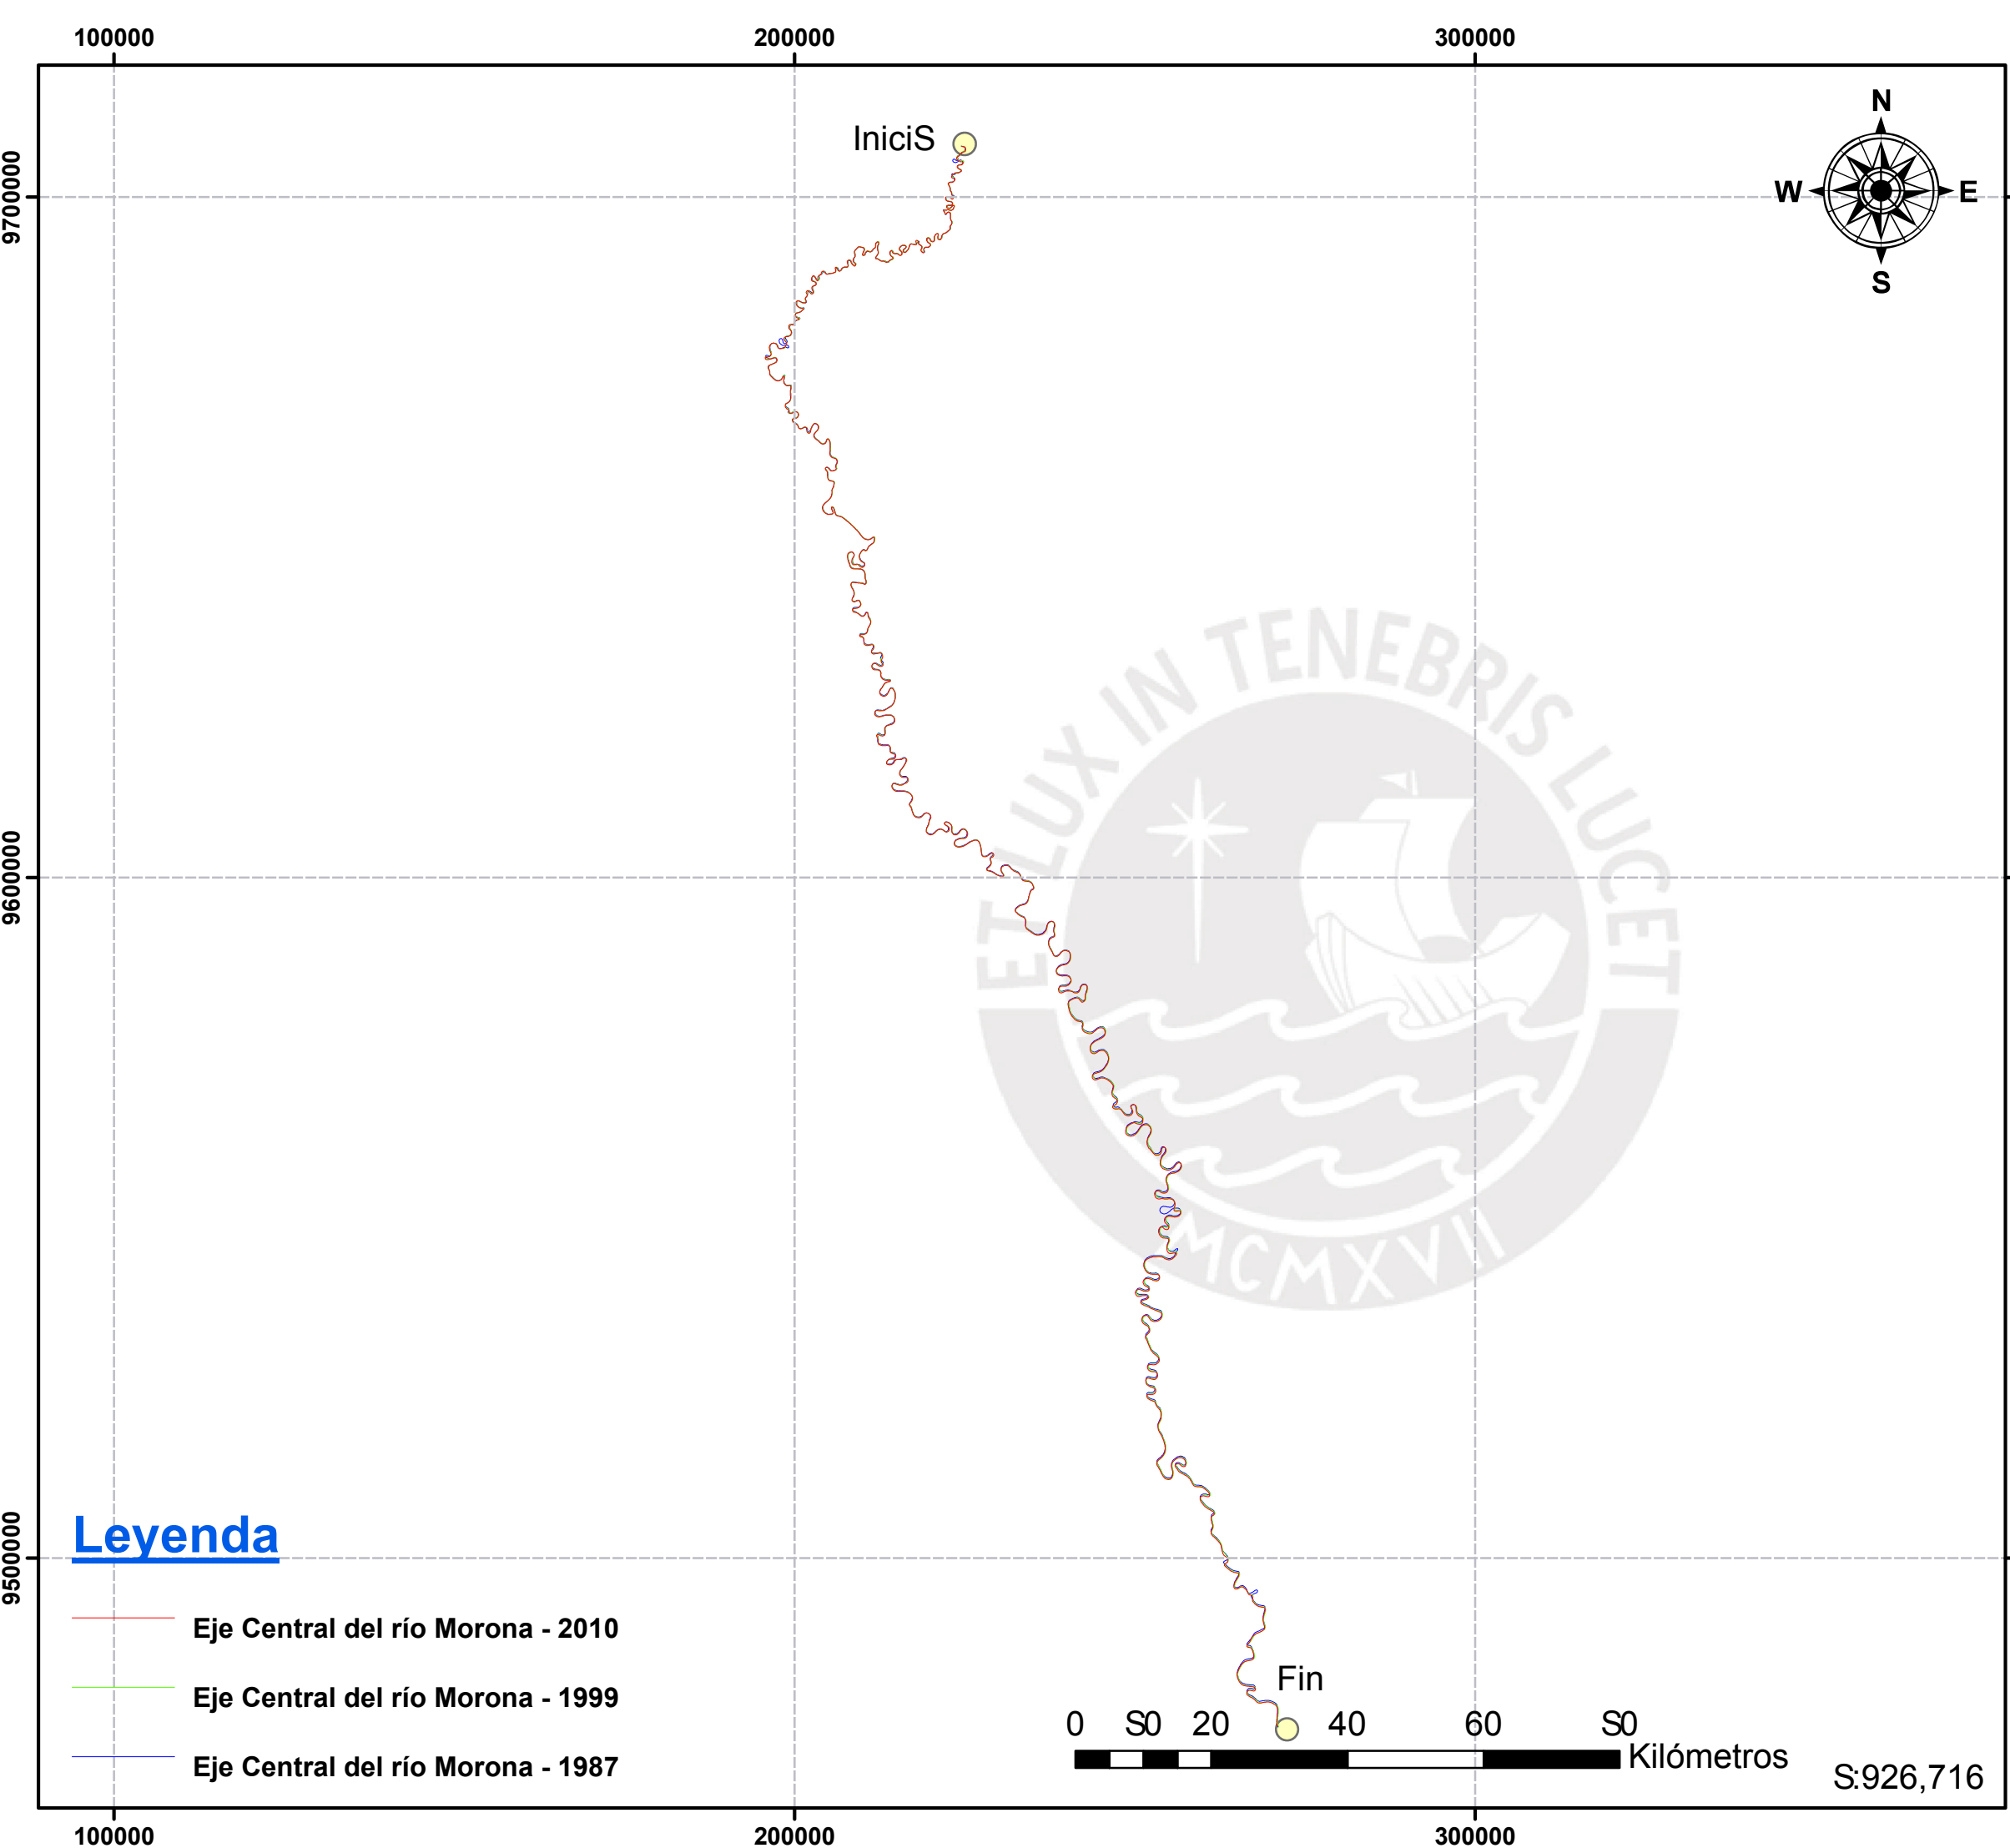 100000 200000 300000
IniciS
N
W E
S
9700000
9600000
9500000
ET LUX IN TENEBRIS LUCET
MCMXVII
Leyenda
Eje Central del río Morona - 2010
Eje Central del río Morona - 1999
Eje Central del río Morona - 1987
Fin
0 S0 20 40 60 S0
Kilómetros
S:926,716
100000 200000 300000